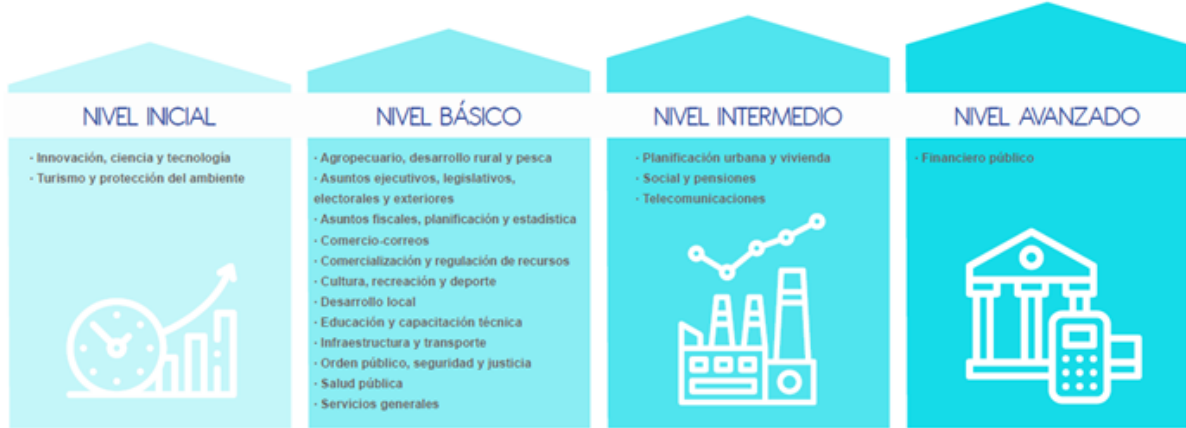 NIVEL INICIAL
· Innovación, ciencia y tecnología
· Turismo y protección del ambiente
NIVEL BÁSICO
· Agropecuario, desarrollo rural y pesca
· Asuntos ejecutivos, legislativos,
electorales y exteriores
· Asuntos fiscales, planificación y estadística
· Comercio-correos
· Comercialización y regulación de recursos
· Cultura, recreación y deporte
· Desarrollo local
· Educación y capacitación técnica
· Infraestructura y transporte
· Orden público, seguridad y justicia
· Salud pública
· Servicios generales
NIVEL INTERMEDIO
· Planificación urbana y vivienda
· Social y pensiones
· Telecomunicaciones
NIVEL AVANZADO
· Financiero público